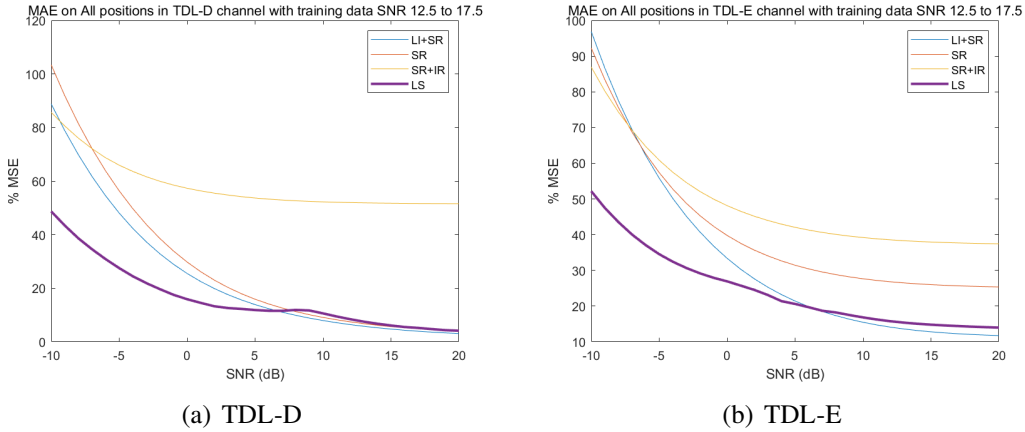 MAE on All positions in TDL-D channel with training data SNR 12.5 to 17.5
% MSE
120
100
80
60
40
20
0
-10 -5 0 5 10 15 20
SNR (dB)
LI+SR
SR
SR+IR
LS
(a) TDL-D
MAE on All positions in TDL-E channel with training data SNR 12.5 to 17.5
% MSE
100
90
80
70
60
50
40
30
20
10
-10 -5 0 5 10 15 20
SNR (dB)
LI+SR
SR
SR+IR
LS
(b) TDL-E